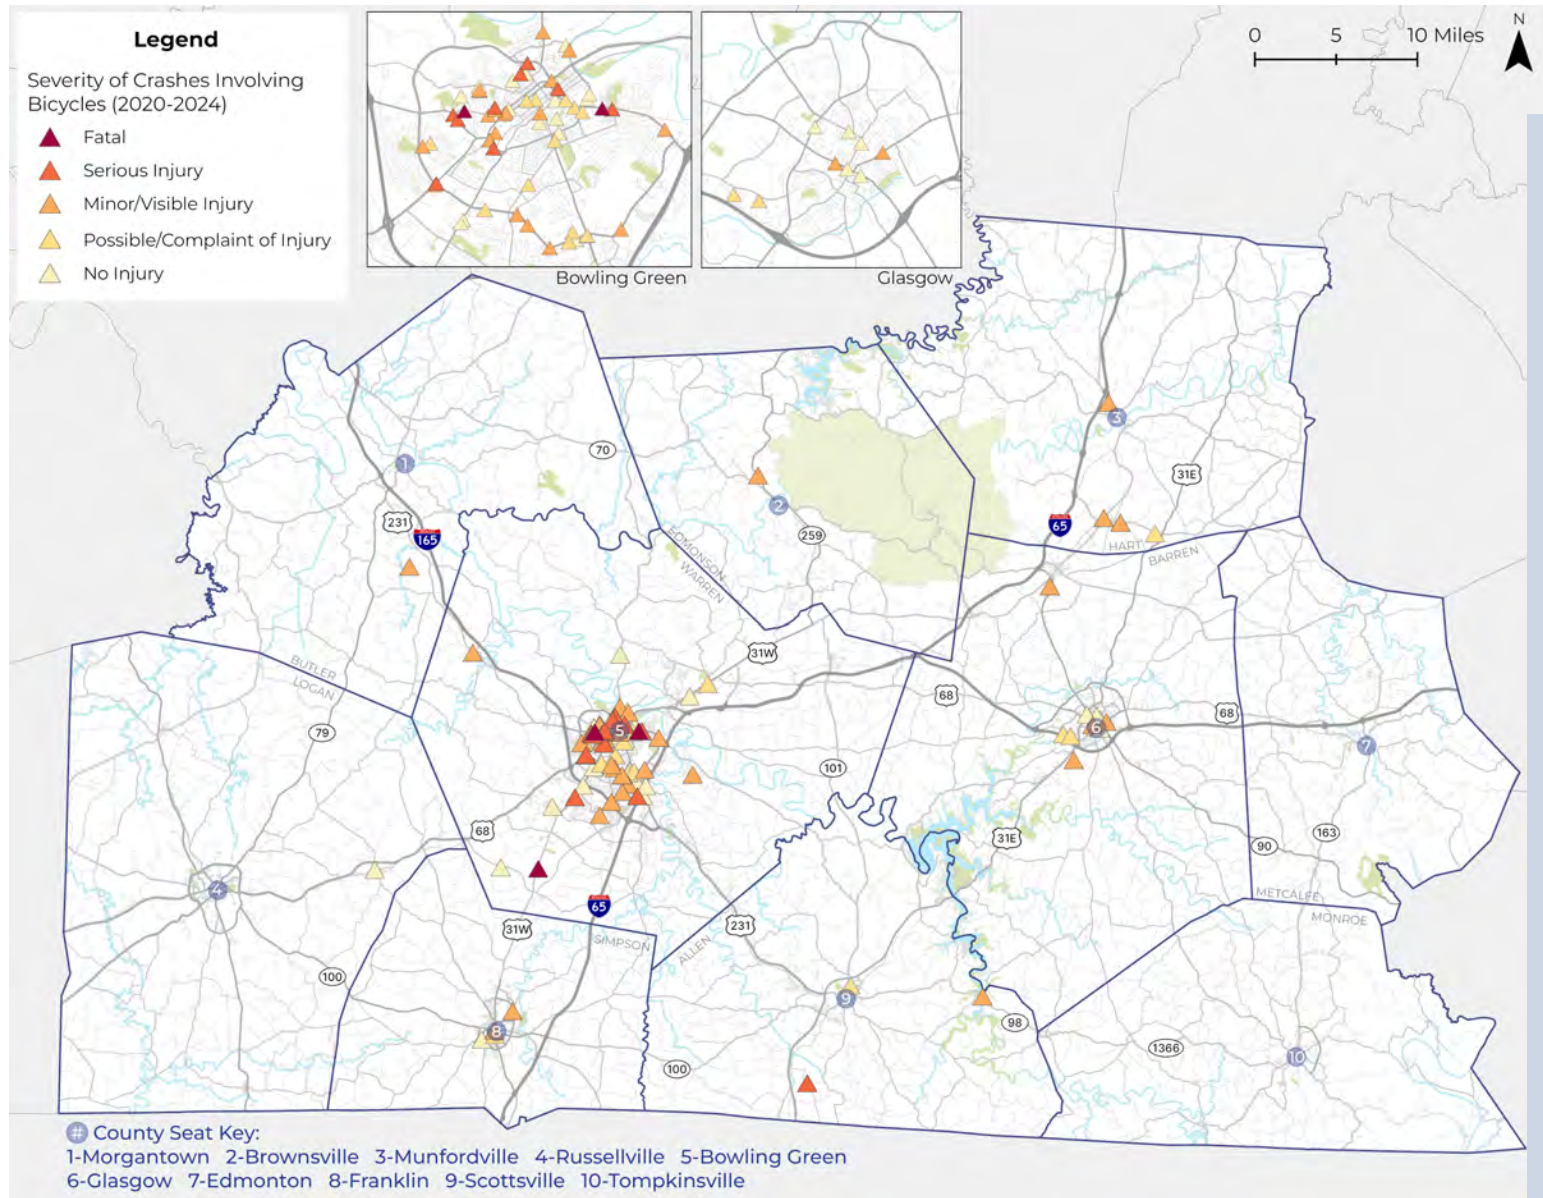 Legend
Severity of Crashes Involving
Bicycles (2020-2024)
Fatal
Serious Injury
Minor/Visible Injury
Possible/Complaint of Injury
No Injury
Bowling Green
Glasgow
0 5 10 Miles
N
3
70
1
31E
2
231
165
65
259
HART
BARREN
EDMONSON
WARREN
31W
BUTLER
LOGAN
68
68
79
5
6
7
101
68
31E
163
90
4
65
METCALFE
MONROE
31W
231
SIMPSON
ALLEN
100
9
98
8
1366
10
100
# County Seat Key:
1-Morgantown 2-Brownsville 3-Munfordville 4-Russellville 5-Bowling Green
6-Glasgow 7-Edmonton 8-Franklin 9-Scottsville 10-Tompkinsville